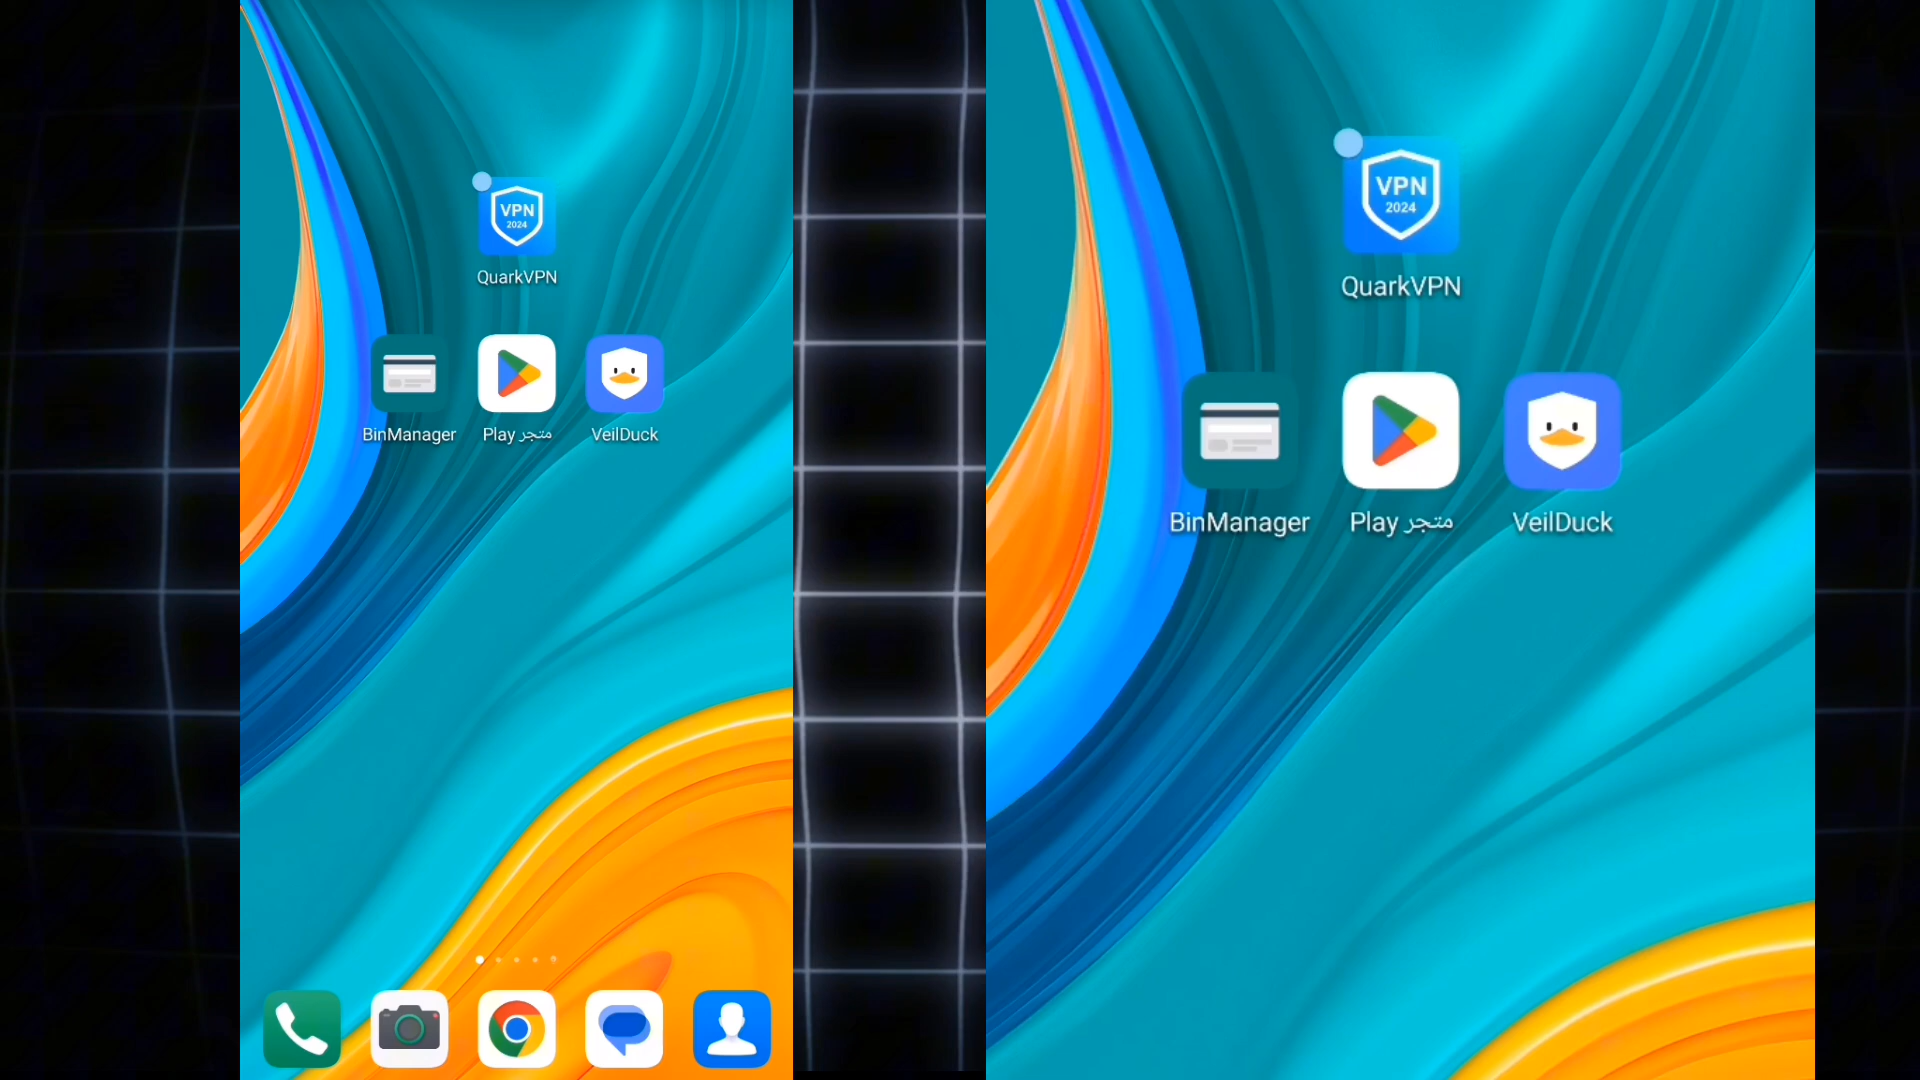 VPN
2024
QuarkVPN
BinManager
متجر Play
VeilDuck
VPN
2024
QuarkVPN
BinManager
متجر Play
VeilDuck